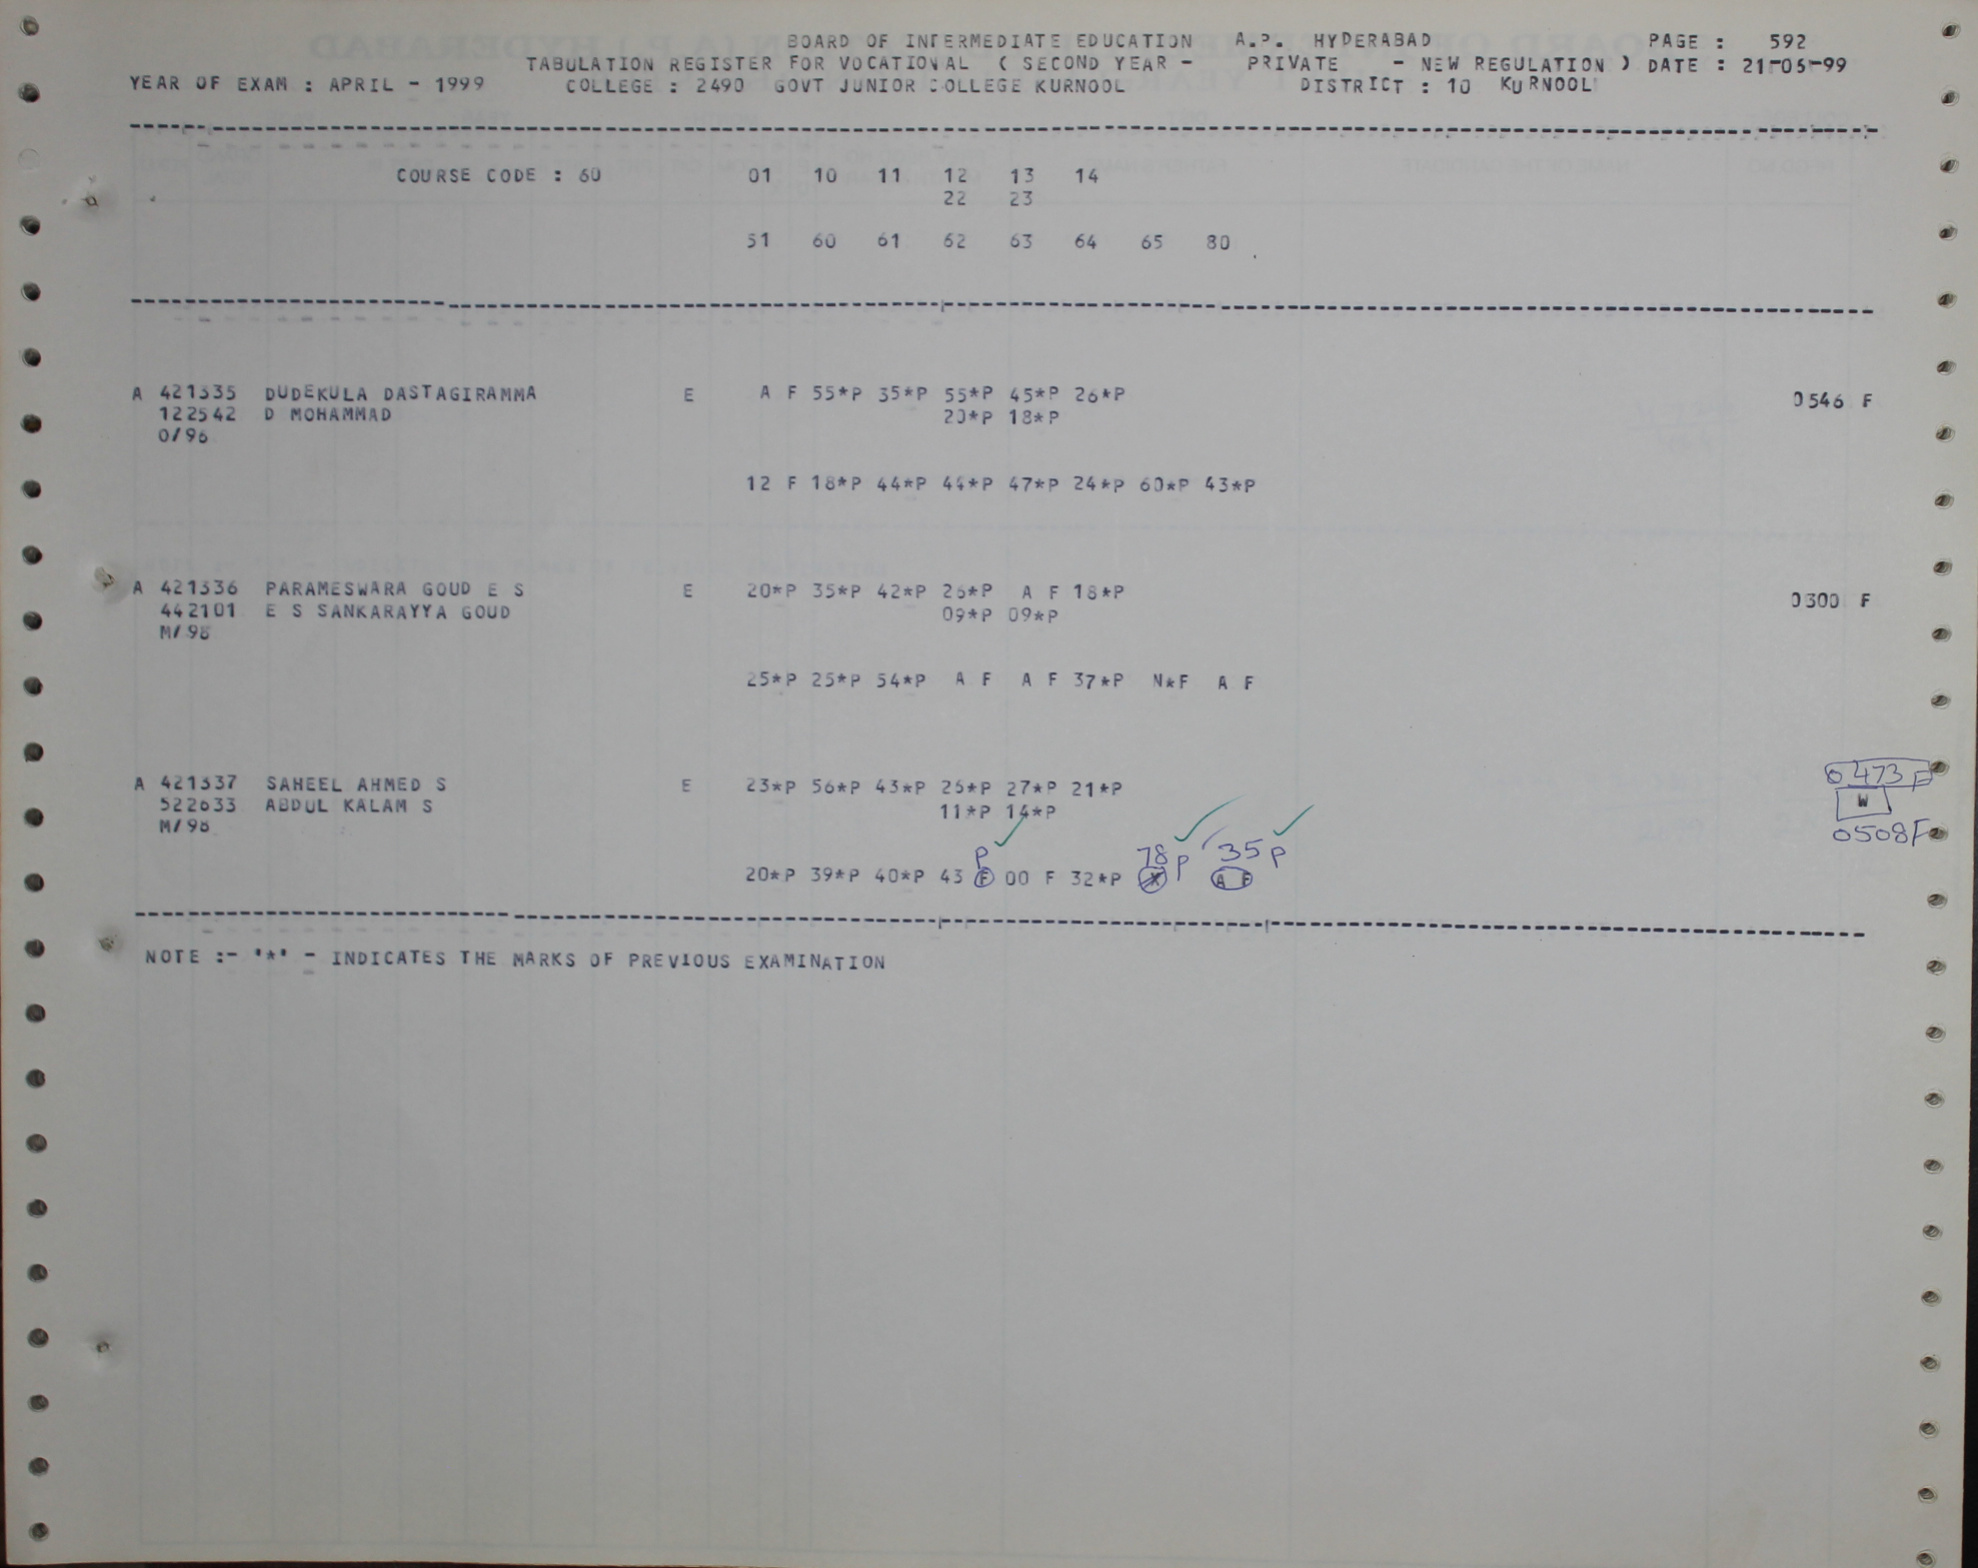 BOARD OF INTERMEDIATE EDUCATION A.P. HYDERABAD PAGE : 592
TABULATION REGISTER FOR VOCATIONAL ( SECOND YEAR - PRIVATE - NEW REGULATION ) DATE : 21-05-99
YEAR OF EXAM : APRIL - 1999 COLLEGE : 2490 GOVT JUNIOR COLLEGE KURNOOL DISTRICT : 10 KURNOOL
COURSE CODE : 60 01 10 11 12 13 14
22 23
51 60 61 62 63 64 65 80
A 421335 DUDEKULA DASTAGIRAMMA E A F 55*P 35*P 55*P 45*P 26*P 0546 F
122542 D MOHAMMAD 20*P 18*P
O/96
12 F 18*P 44*P 44*P 47*P 24*P 60*P 43*P
A 421336 PARAMESWARA GOUD E S E 20*P 35*P 42*P 26*P A F 18*P 0300 F
442101 E S SANKARAYYA GOUD 09*P 09*P
M/98
25*P 25*P 54*P A F A F 37*P N*F A F
A 421337 SAHEEL AHMED S E 23*P 56*P 43*P 26*P 27*P 21*P 0473 F
522633 ABDUL KALAM S 11*P 14*P W
M/98 0508F
P 78 P 35 P
20*P 39*P 40*P 43 F 00 F 32*P A F
NOTE :- '*' - INDICATES THE MARKS OF PREVIOUS EXAMINATION